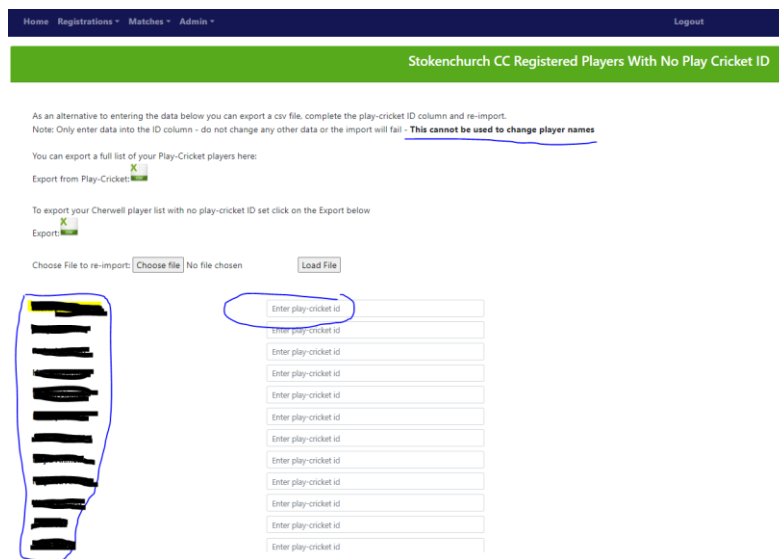 Home Registrations Matches Admin Logout
Stokenchurch CC Registered Players With No Play Cricket ID
As an alternative to entering the data below you can export a csv file, complete the play-cricket ID column and re-import.
Note: Only enter data into the ID column - do not change any other data or the import will fail - This cannot be used to change player names
You can export a full list of your Play-Cricket players here:
Export from Play-Cricket:
To export your Cherwell player list with no play-cricket ID set click on the Export below
Export:
Choose File to re-import: Choose file No file chosen Load File
Enter play-cricket id
Enter play-cricket id
Enter play-cricket id
Enter play-cricket id
Enter play-cricket id
Enter play-cricket id
Enter play-cricket id
Enter play-cricket id
Enter play-cricket id
Enter play-cricket id
Enter play-cricket id
Enter play-cricket id